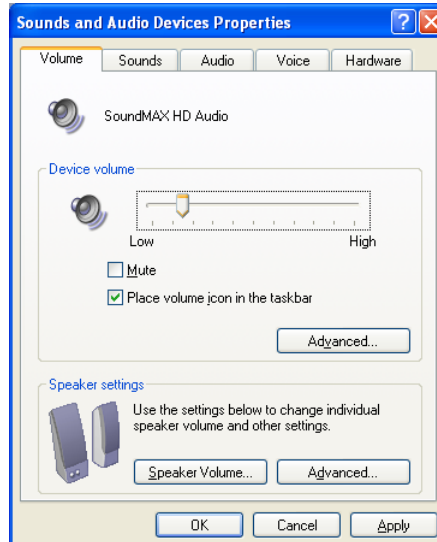 Sounds and Audio Devices Properties
Volume
Sounds
Audio
Voice
Hardware
SoundMAX HD Audio
Device volume
Low
High
Mute
Place volume icon in the taskbar
Advanced...
Speaker settings
Use the settings below to change individual
speaker volume and other settings.
Speaker Volume...
Advanced...
OK
Cancel
Apply